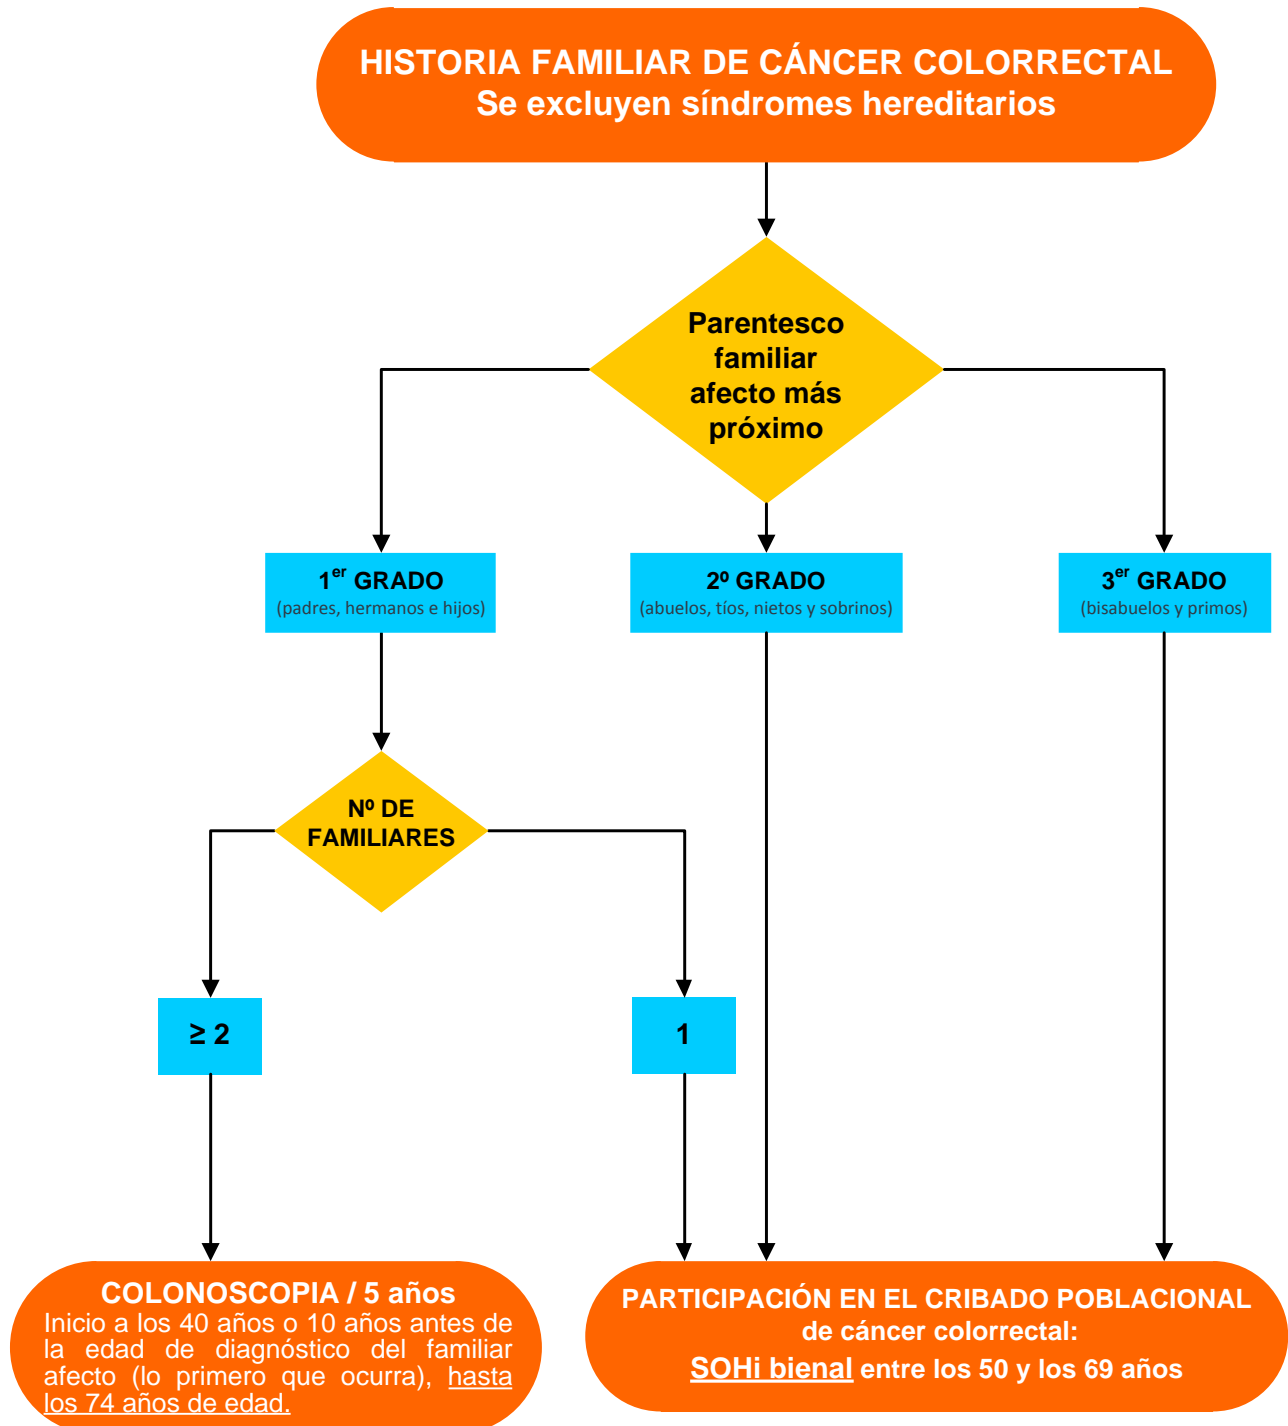 HISTORIA FAMILIAR DE CÁNCER COLORRECTAL
Se excluyen síndromes hereditarios
Parentesco
familiar
afecto más
próximo
1er GRADO
(padres, hermanos e hijos)
2º GRADO
(abuelos, tíos, nietos y sobrinos)
3er GRADO
(bisabuelos y primos)
Nº DE
FAMILIARES
≥ 2
1
COLONOSCOPIA / 5 años
Inicio a los 40 años o 10 años antes de
la edad de diagnóstico del familiar
afecto (lo primero que ocurra), hasta
los 74 años de edad.
PARTICIPACIÓN EN EL CRIBADO POBLACIONAL
de cáncer colorrectal:
SOHi bienal entre los 50 y los 69 años